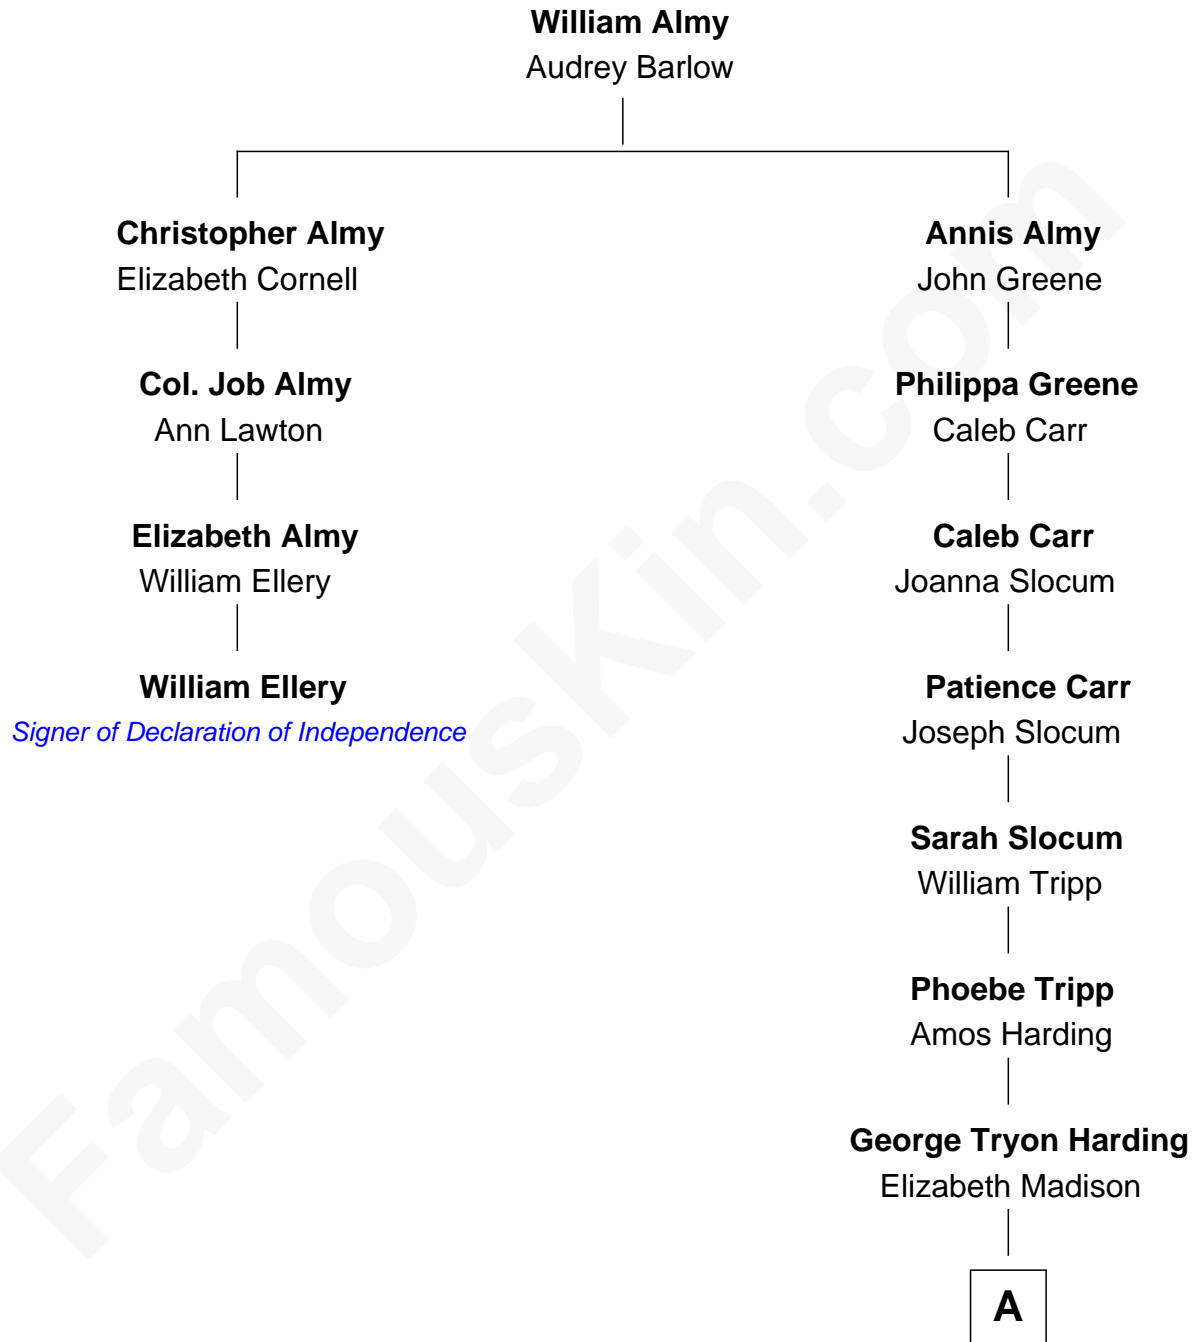 William Almy
Audrey Barlow
Christopher Almy
Elizabeth Cornell
Annis Almy
John Greene
Col. Job Almy
Ann Lawton
Philippa Greene
Caleb Carr
Elizabeth Almy
William Ellery
Caleb Carr
Joanna Slocum
William Ellery
Signer of Declaration of Independence
Patience Carr
Joseph Slocum
Sarah Slocum
William Tripp
Phoebe Tripp
Amos Harding
George Tryon Harding
Elizabeth Madison
A
FamousKin.com